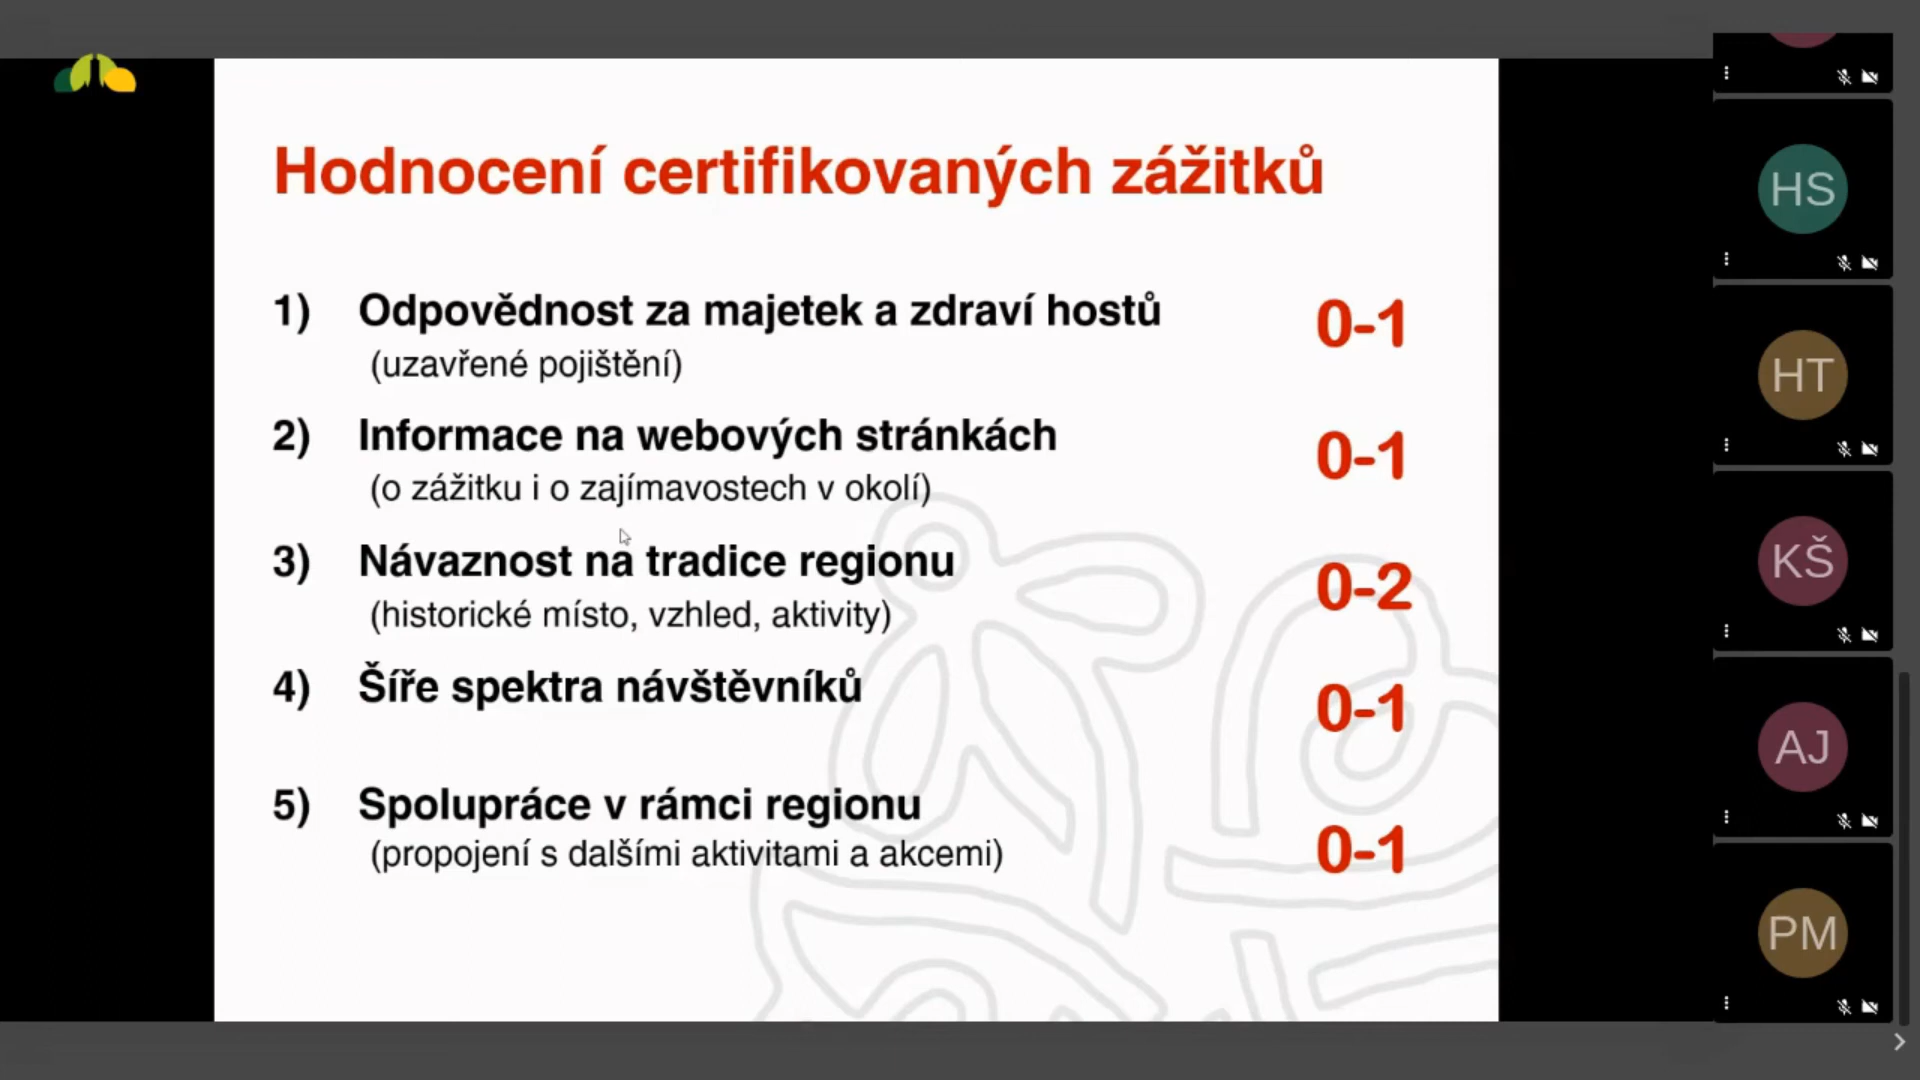 Hodnocení certifikovaných zážitků
1) Odpovědnost za majetek a zdraví hostů 0-1
(uzavřené pojištění)
2) Informace na webových stránkách 0-1
(o zážitku i o zajímavostech v okolí)
3) Návaznost na tradice regionu 0-2
(historické místo, vzhled, aktivity)
4) Šíře spektra návštěvníků 0-1
5) Spolupráce v rámci regionu 0-1
(propojení s dalšími aktivitami a akcemi)
HS
HT
KŠ
AJ
PM